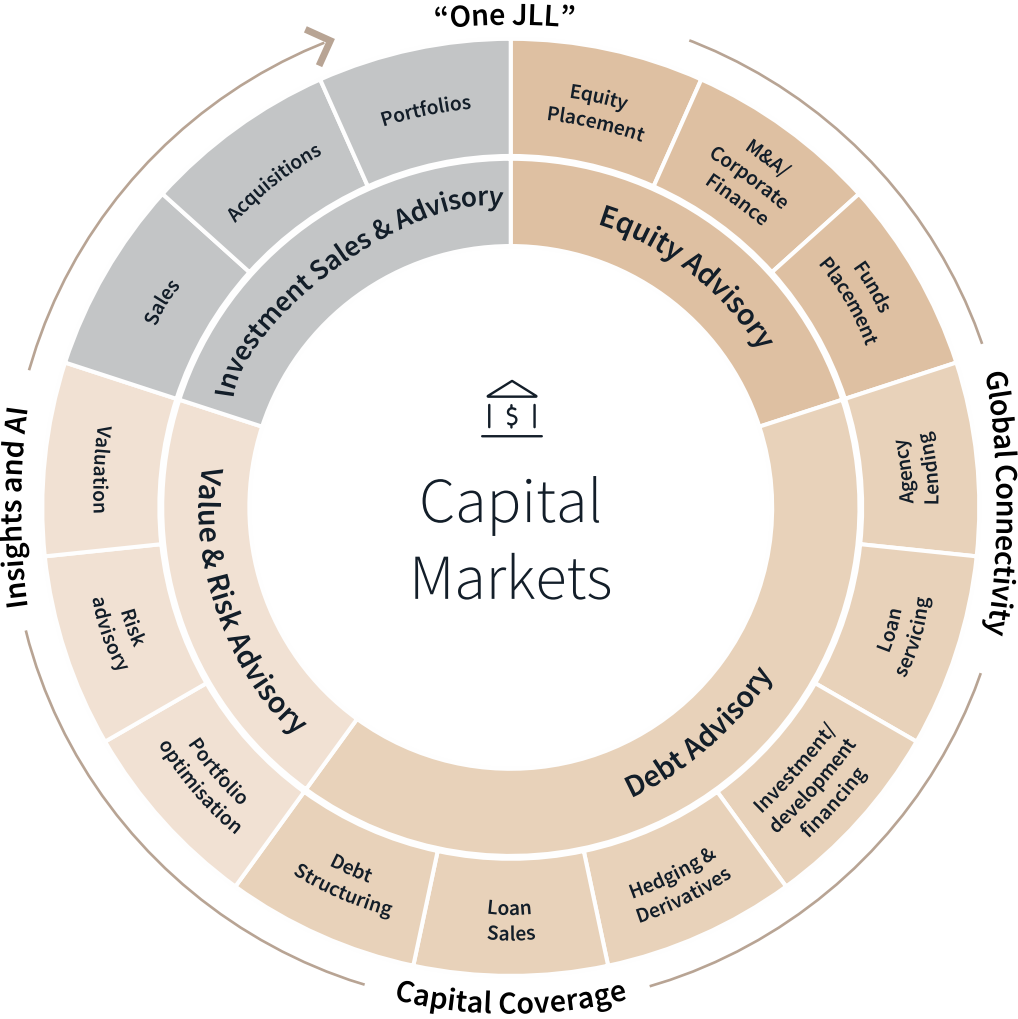 “One JLL”
Equity
Placement
M&A/
Corporate
Finance
Funds
Placement
Equity Advisory
Global Connectivity
Agency
Lending
Loan
servicing
Investment/
development
financing
Hedging &
Derivatives
Loan
Sales
Debt
Structuring
Debt Advisory
Capital Coverage
Portfolio
optimisation
Risk
advisory
Valuation
Value & Risk Advisory
Insights and AI
Sales
Acquisitions
Portfolios
Investment Sales & Advisory
$
Capital
Markets